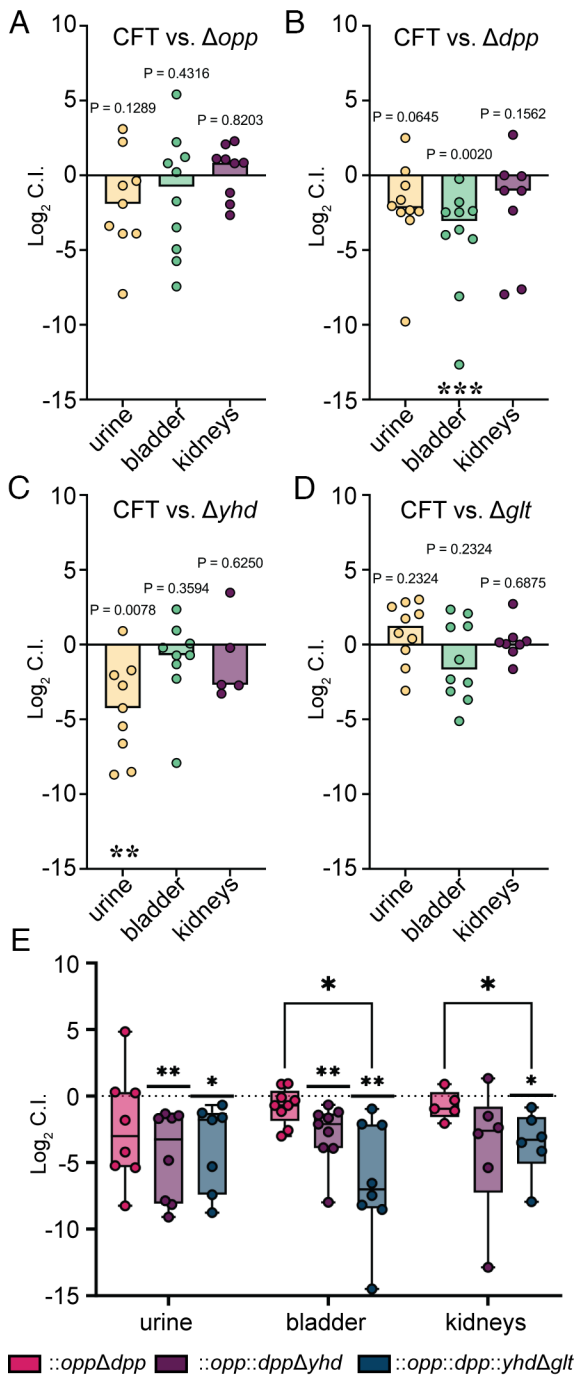 A
CFT vs. Δopp
10
5
0
-5
-10
-15
Log2 C.I.
P = 0.1289
P = 0.4316
P = 0.8203
urine
bladder
kidneys
B
CFT vs. Δdpp
10
5
0
-5
-10
-15
Log2 C.I.
P = 0.0645
P = 0.0020
P = 0.1562
***
urine
bladder
kidneys
C
CFT vs. Δyhd
10
5
0
-5
-10
-15
Log2 C.I.
P = 0.0078
P = 0.3594
P = 0.6250
**
urine
bladder
kidneys
D
CFT vs. Δglt
10
5
0
-5
-10
-15
Log2 C.I.
P = 0.2324
P = 0.2324
P = 0.6875
urine
bladder
kidneys
E
10
5
0
-5
-10
-15
Log2 C.I.
* *
** * ** ** *
urine bladder kidneys
::oppΔdpp ::opp::dppΔyhd ::opp::dpp::yhdΔglt